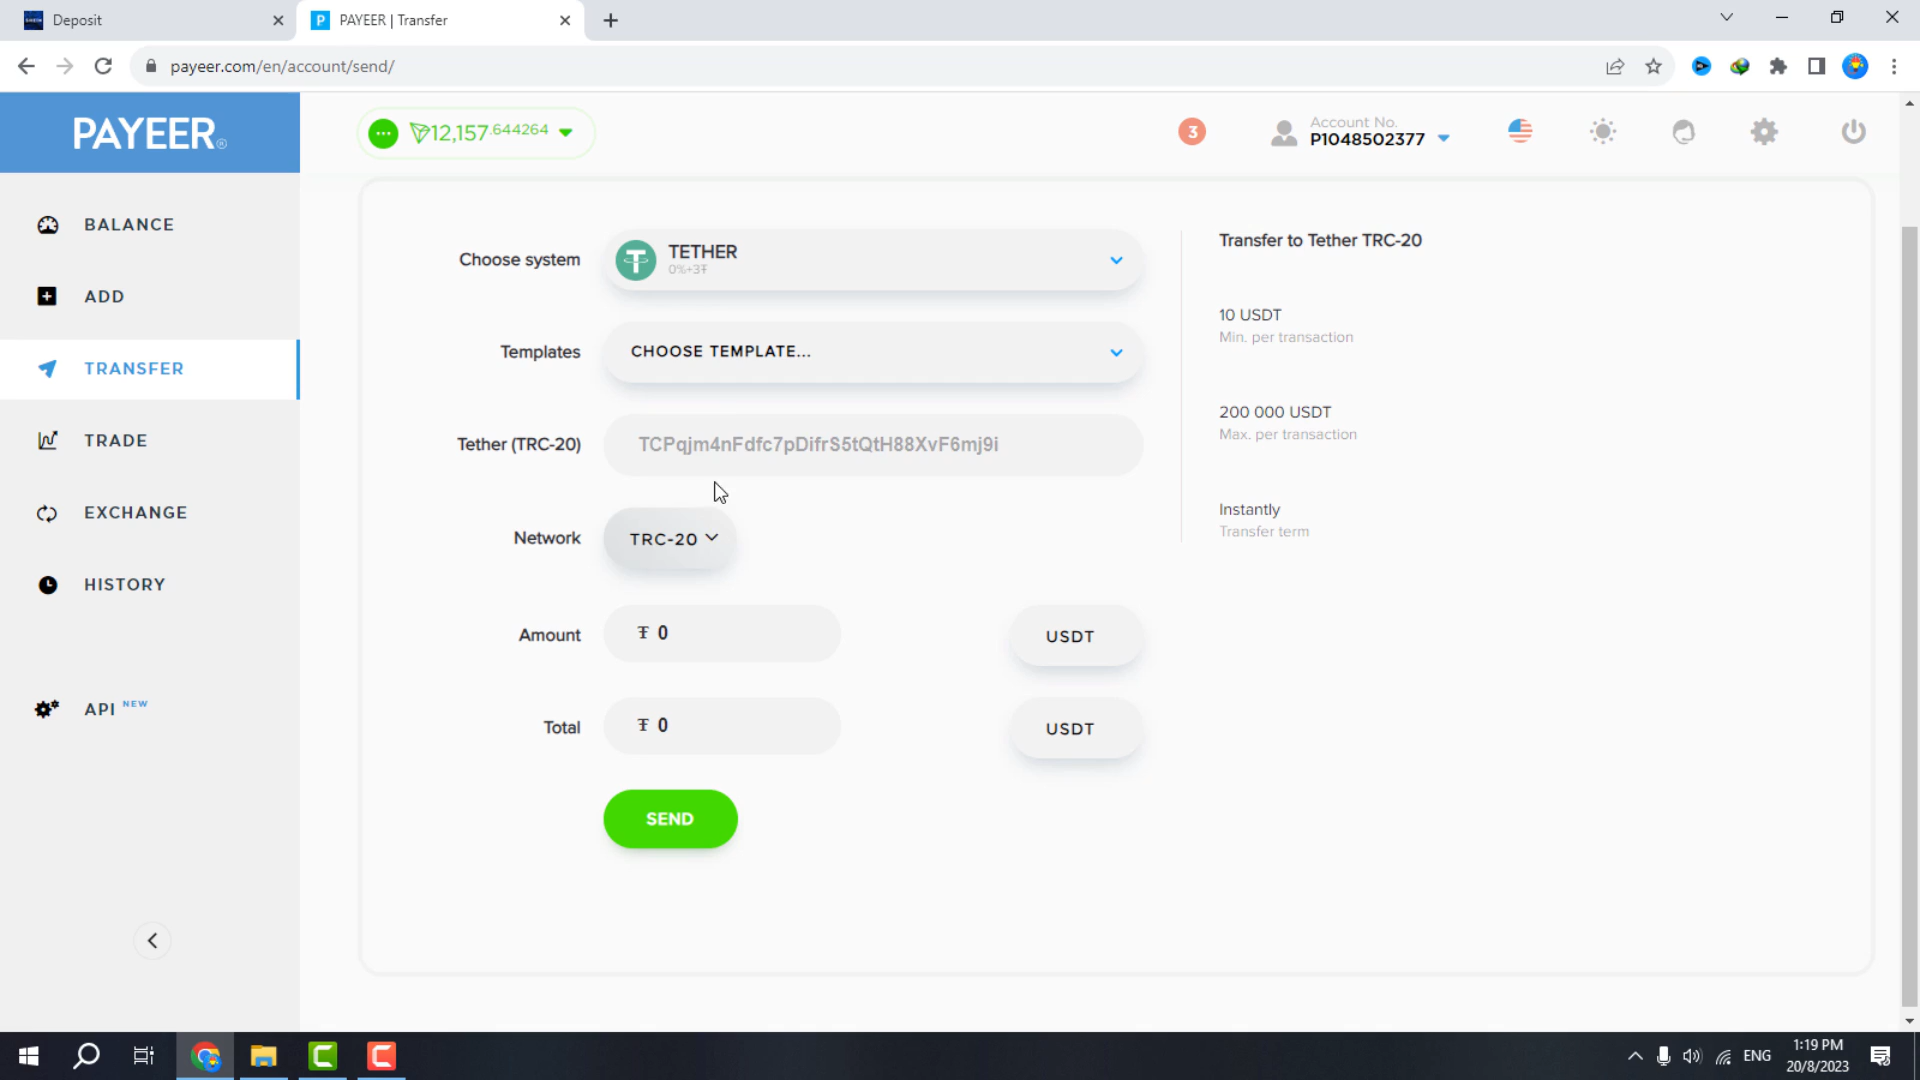 Deposit
PAYEER | Transfer
payeer.com/en/account/send/
PAYEER®
12,157.644264
3
Account No.
P1048502377
BALANCE
ADD
TRANSFER
TRADE
EXCHANGE
HISTORY
API NEW
Choose system
TETHER
0%+3₮
Templates
CHOOSE TEMPLATE...
Tether (TRC-20)
TCPqjm4nFdfc7pDifrS5tQtH88XvF6mj9i
Network
TRC-20
Amount
₮ 0
USDT
Total
₮ 0
USDT
SEND
Transfer to Tether TRC-20
10 USDT
Min. per transaction
200 000 USDT
Max. per transaction
Instantly
Transfer term
ENG
1:19 PM
20/8/2023